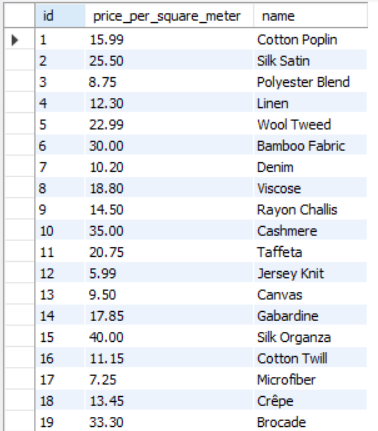 id price_per_square_meter name
1 15.99 Cotton Poplin
2 25.50 Silk Satin
3 8.75 Polyester Blend
4 12.30 Linen
5 22.99 Wool Tweed
6 30.00 Bamboo Fabric
7 10.20 Denim
8 18.80 Viscose
9 14.50 Rayon Challis
10 35.00 Cashmere
11 20.75 Taffeta
12 5.99 Jersey Knit
13 9.50 Canvas
14 17.85 Gabardine
15 40.00 Silk Organza
16 11.15 Cotton Twill
17 7.25 Microfiber
18 13.45 Crêpe
19 33.30 Brocade